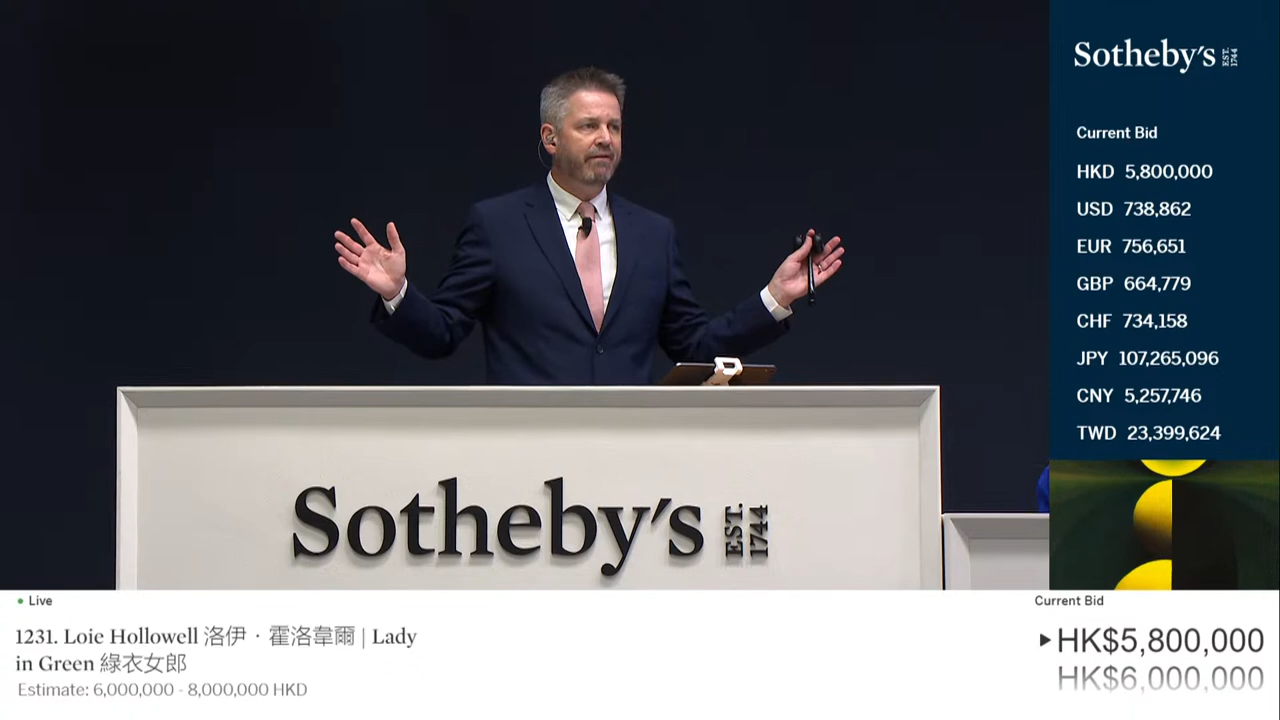 Sotheby's EST. 1744
Current Bid
HKD 5,800,000
USD 738,862
EUR 756,651
GBP 664,779
CHF 734,158
JPY 107,265,096
CNY 5,257,746
TWD 23,399,624
Sotheby's EST. 1744
Live
1231. Loie Hollowell 洛伊·霍洛韋爾 | Lady
in Green 綠衣女郎
Estimate: 6,000,000 - 8,000,000 HKD
Current Bid
HK$5,800,000
HK$6,000,000